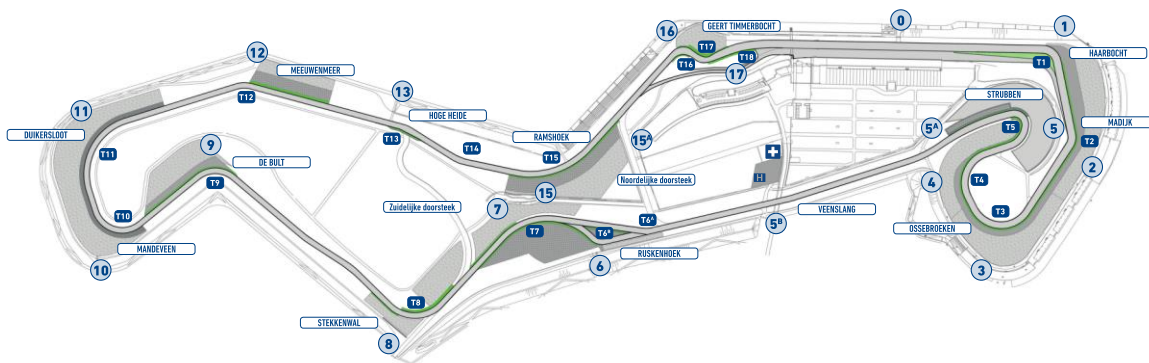 0
1
16
GEERT TIMMERBOCHT
T17
T18
T16
17
HAARBOCHT
T1
12
MEEUWENMEER
T12
13
HOGE HEIDE
T13
T14
T15
RAMSHOEK
15A
15
Noordelijke doorsteek
STRUBBEN
5A
T5
5
MADIJK
T2
2
11
DUIKERSLOOT
T11
9
DE BULT
T9
T10
MANDEVEEN
10
Zuidelijke doorsteek
7
T7
T6A
T6B
RUSKENHOEK
6
H
VEENSLANG
5B
4
T4
T3
OSSEBROEKEN
3
T8
STEKKENWAL
8